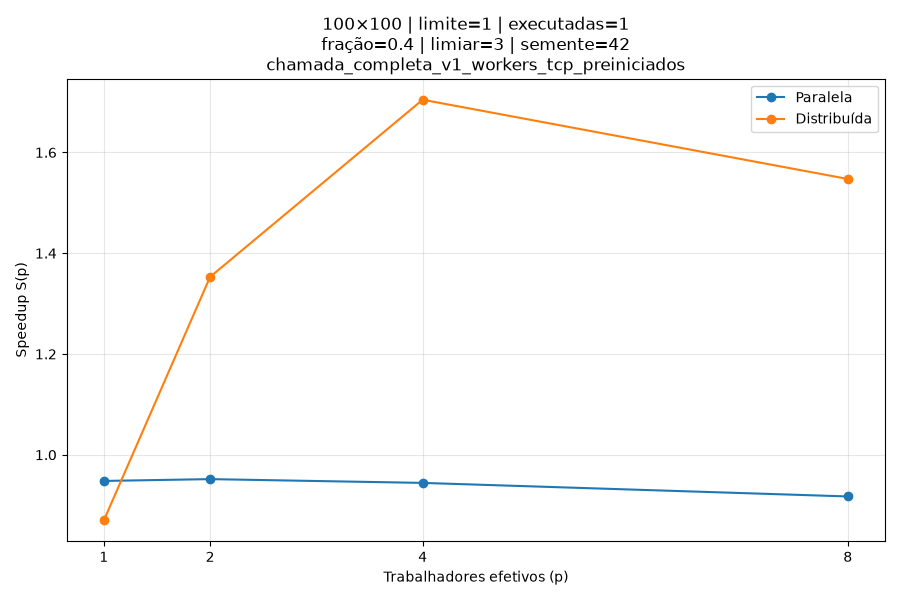 100×100 | limite=1 | executadas=1
fração=0.4 | limiar=3 | semente=42
chamada_completa_v1_workers_tcp_preiniciados
Paralela
Distribuída
Speedup S(p)
1.6
1.4
1.2
1.0
1
2
4
8
Trabalhadores efetivos (p)